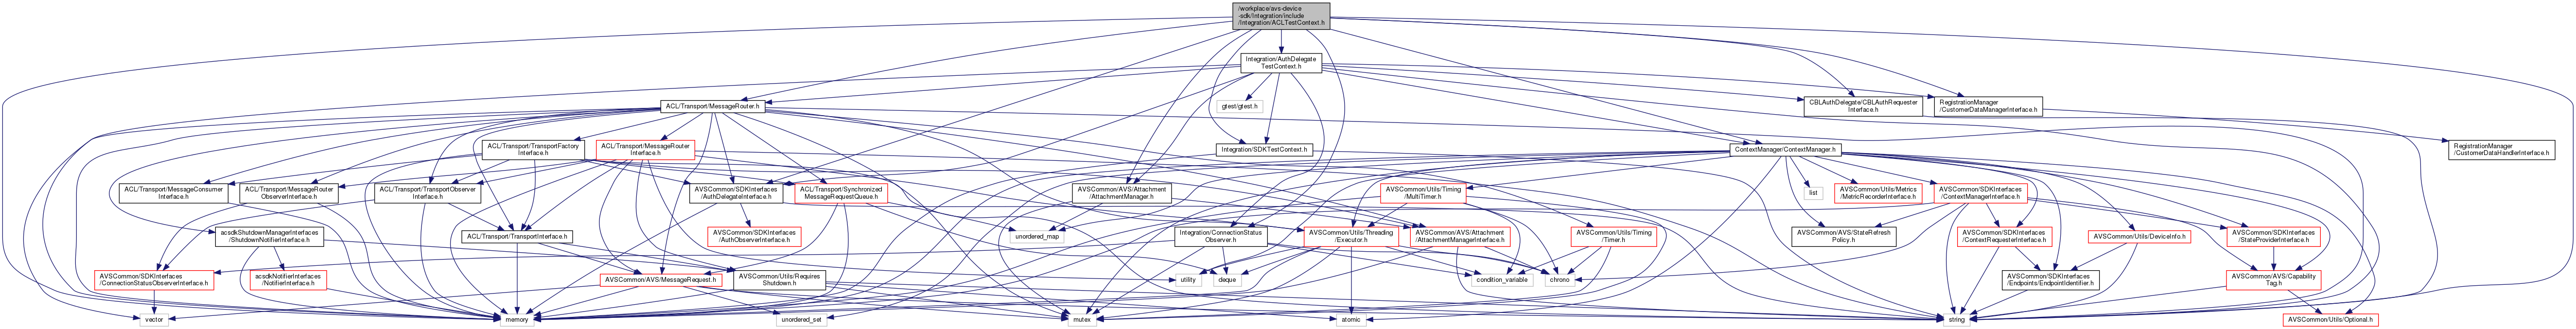 /workplace/avs-device
-sdk/Integration/include
/Integration/ACLTestContext.h
Integration/AuthDelegate
TestContext.h
ACL/Transport/MessageRouter.h
gtest/gtest.h
CBLAuthDelegate/CBLAuthRequester
Interface.h
RegistrationManager
/CustomerDataManagerInterface.h
ACL/Transport/TransportFactory
Interface.h
ACL/Transport/MessageRouter
Interface.h
Integration/SDKTestContext.h
ContextManager/ContextManager.h
RegistrationManager
/CustomerDataHandlerInterface.h
ACL/Transport/MessageConsumer
Interface.h
ACL/Transport/MessageRouter
ObserverInterface.h
ACL/Transport/TransportObserver
Interface.h
AVSCommon/SDKInterfaces
/AuthDelegateInterface.h
ACL/Transport/Synchronized
MessageRequestQueue.h
AVSCommon/AVS/Attachment
/AttachmentManager.h
AVSCommon/Utils/Timing
/MultiTimer.h
list
AVSCommon/Utils/Metrics
/MetricRecorderInterface.h
AVSCommon/SDKInterfaces
/ContextManagerInterface.h
acsdkShutdownManagerInterfaces
/ShutdownNotifierInterface.h
ACL/Transport/TransportInterface.h
AVSCommon/SDKInterfaces
/AuthObserverInterface.h
unordered_map
Integration/ConnectionStatus
Observer.h
AVSCommon/Utils/Threading
/Executor.h
AVSCommon/AVS/Attachment
/AttachmentManagerInterface.h
AVSCommon/Utils/Timing
/Timer.h
AVSCommon/AVS/StateRefresh
Policy.h
AVSCommon/SDKInterfaces
/ContextRequesterInterface.h
AVSCommon/Utils/DeviceInfo.h
AVSCommon/SDKInterfaces
/StateProviderInterface.h
AVSCommon/SDKInterfaces
/ConnectionStatusObserverInterface.h
acsdkNotifierInterfaces
/NotifierInterface.h
AVSCommon/AVS/MessageRequest.h
AVSCommon/Utils/Requires
Shutdown.h
utility
deque
condition_variable
chrono
AVSCommon/SDKInterfaces
/Endpoints/EndpointIdentifier.h
AVSCommon/AVS/Capability
Tag.h
vector
memory
unordered_set
mutex
atomic
string
AVSCommon/Utils/Optional.h